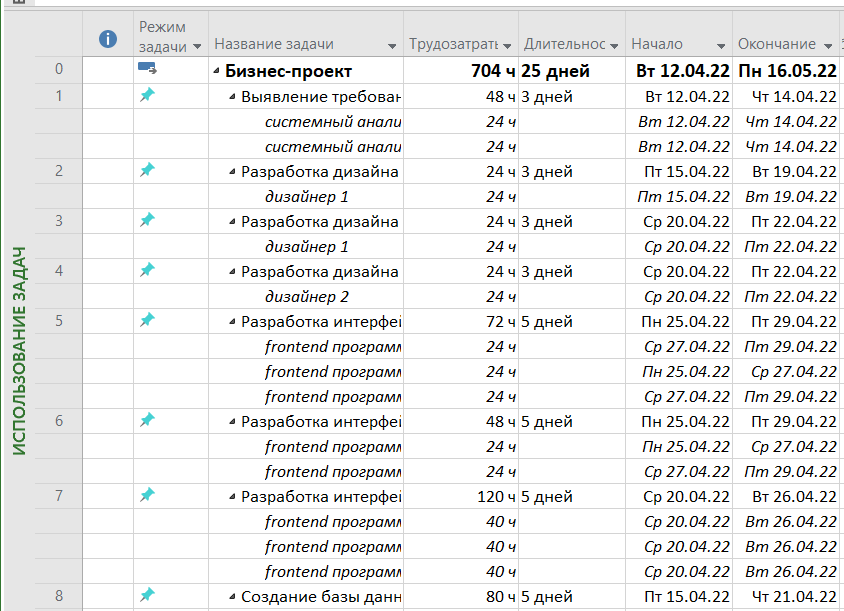 Режим задачи Название задачи Трудозатрать Длительнос Начало Окончание
0 Бизнес-проект 704 ч 25 дней Вт 12.04.22 Пн 16.05.22
1 Выявление требован 48 ч 3 дней Вт 12.04.22 Чт 14.04.22
системный анали 24 ч Вт 12.04.22 Чт 14.04.22
системный анали 24 ч Вт 12.04.22 Чт 14.04.22
2 Разработка дизайна 24 ч 3 дней Пт 15.04.22 Вт 19.04.22
дизайнер 1 24 ч Пт 15.04.22 Вт 19.04.22
3 Разработка дизайна 24 ч 3 дней Ср 20.04.22 Пт 22.04.22
дизайнер 1 24 ч Ср 20.04.22 Пт 22.04.22
4 Разработка дизайна 24 ч 3 дней Ср 20.04.22 Пт 22.04.22
дизайнер 2 24 ч Ср 20.04.22 Пт 22.04.22
5 Разработка интерфеі 72 ч 5 дней Пн 25.04.22 Пт 29.04.22
frontend программ 24 ч Ср 27.04.22 Пт 29.04.22
frontend программ 24 ч Пн 25.04.22 Ср 27.04.22
frontend программ 24 ч Ср 27.04.22 Пт 29.04.22
6 Разработка интерфеі 48 ч 5 дней Пн 25.04.22 Пт 29.04.22
frontend программ 24 ч Пн 25.04.22 Ср 27.04.22
frontend программ 24 ч Ср 27.04.22 Пт 29.04.22
7 Разработка интерфеі 120 ч 5 дней Ср 20.04.22 Вт 26.04.22
frontend программ 40 ч Ср 20.04.22 Вт 26.04.22
frontend программ 40 ч Ср 20.04.22 Вт 26.04.22
frontend программ 40 ч Ср 20.04.22 Вт 26.04.22
8 Создание базы данн 80 ч 5 дней Пт 15.04.22 Чт 21.04.22
ИСПОЛЬЗОВАНИЕ ЗАДАЧ